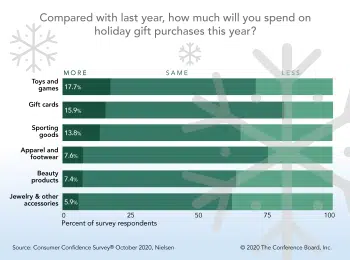 Compared with last year, how much will you spend on
holiday gift purchases this year?
MORE SAME LESS
Toys and
games
17.7%
Gift cards
15.9%
Sporting
goods
13.8%
Apparel and
footwear
7.6%
Beauty
products
7.4%
Jewelry & other
accessories
5.9%
0 25 50 75 100
Percent of survey respondents
Source: Consumer Confidence Survey® October 2020, Nielsen
© 2020 The Conference Board, Inc.